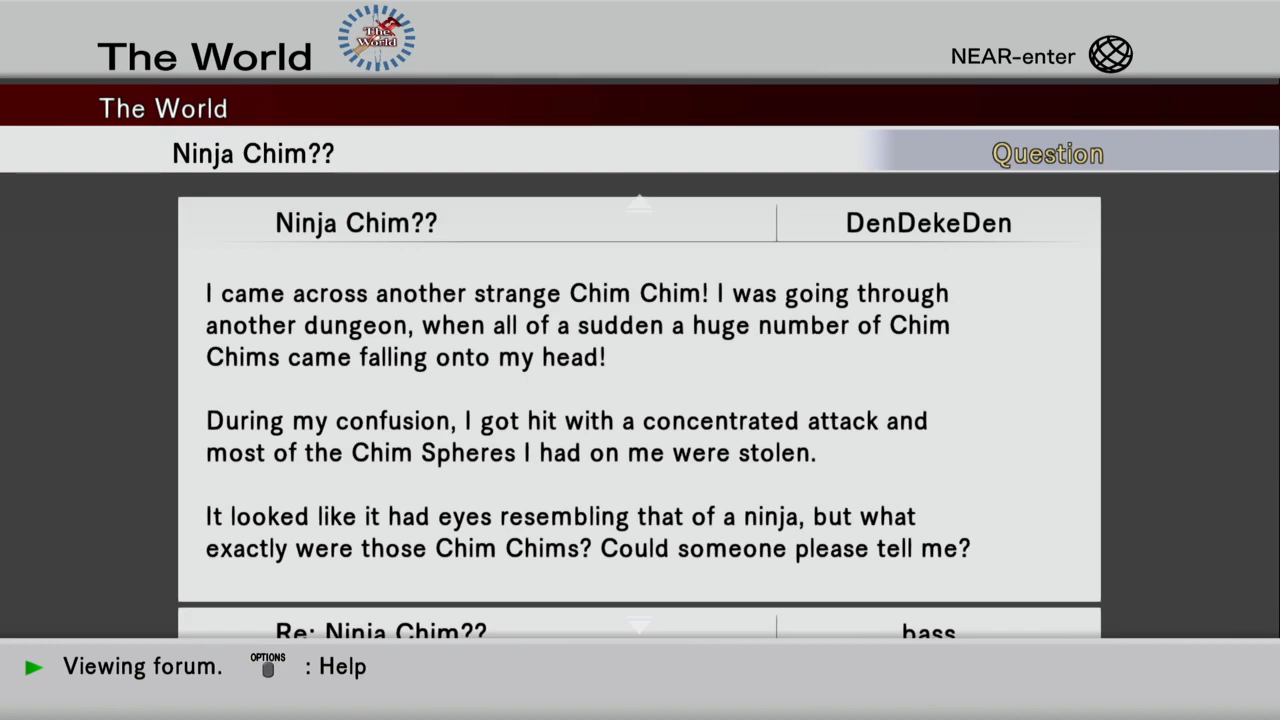 The World
The World
NEAR-enter
The World
Ninja Chim??
Question
Ninja Chim??
DenDekeDen
I came across another strange Chim Chim! I was going through
another dungeon, when all of a sudden a huge number of Chim
Chims came falling onto my head!
During my confusion, I got hit with a concentrated attack and
most of the Chim Spheres I had on me were stolen.
It looked like it had eyes resembling that of a ninja, but what
exactly were those Chim Chims? Could someone please tell me?
Re: Ninja Chim??
bass
Viewing forum.
OPTIONS
: Help